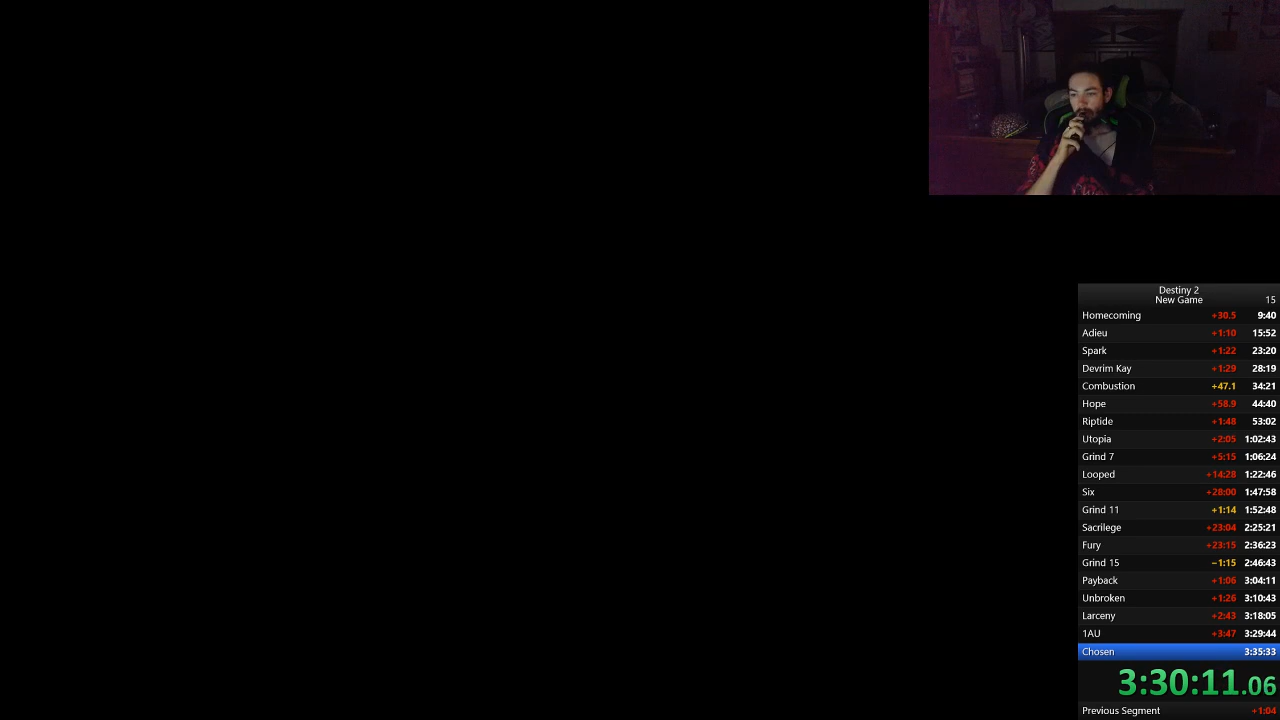 Destiny 2
New Game 15
Homecoming +30.5 9:40
Adieu +1:10 15:52
Spark +1:22 23:20
Devrim Kay +1:29 28:19
Combustion +47.1 34:21
Hope +58.9 44:40
Riptide +1:48 53:02
Utopia +2:05 1:02:43
Grind 7 +5:15 1:06:24
Looped +14:28 1:22:46
Six +28:00 1:47:58
Grind 11 +1:14 1:52:48
Sacrilege +23:04 2:25:21
Fury +23:15 2:36:23
Grind 15 −1:15 2:46:43
Payback +1:06 3:04:11
Unbroken +1:26 3:10:43
Larceny +2:43 3:18:05
1AU +3:47 3:29:44
Chosen 3:35:33
3:30:11.06
Previous Segment +1:04